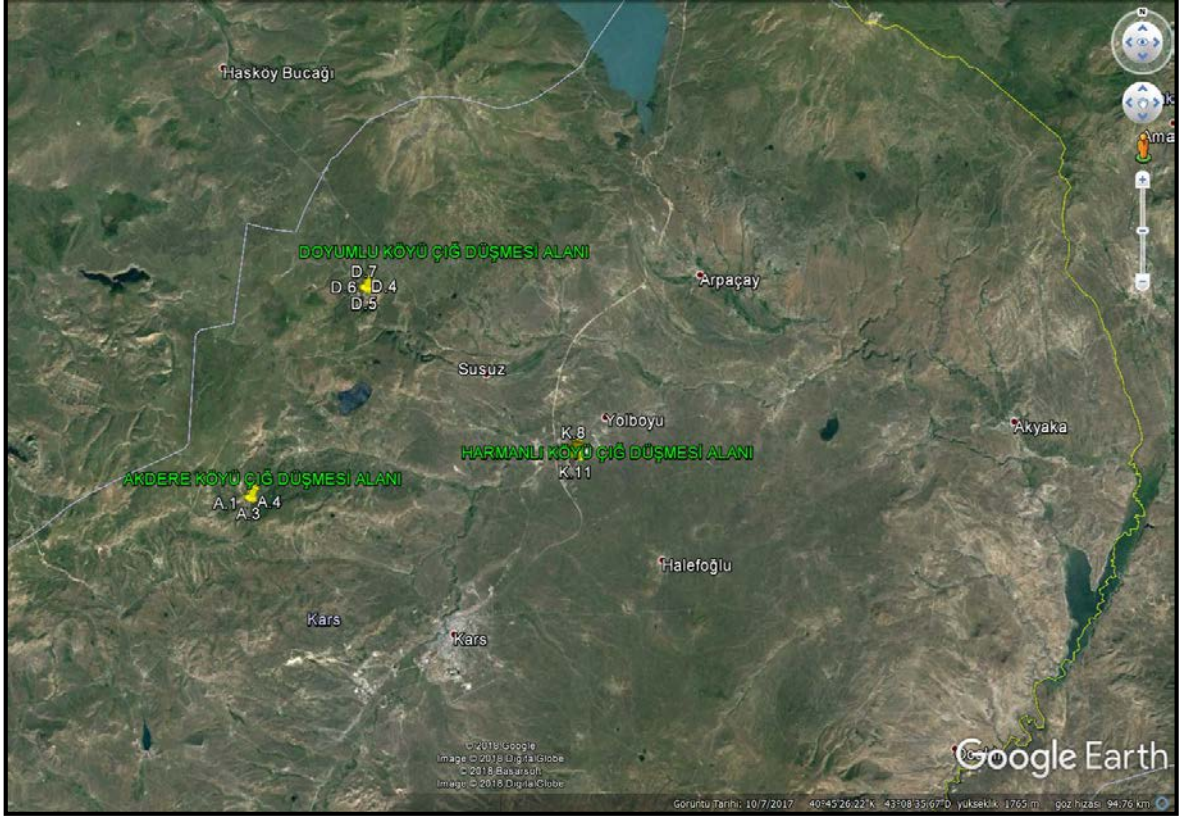 N
Hasköy Bucağı
Ama
DOYUMLU KÖYÜ ÇIĞ DÜŞMESİ ALANI
D.7
D 6
D.4
D.5
Arpaçay
Susuz
Yolboyu
K.8
Akyaka
HARMANLI KÖYÜ ÇIĞ DÜŞMESİ ALANI
K.11
AKDERE KÖYÜ ÇIĞ DÜŞMESİ ALANI
A.1
A.4
A.3
Halefoğlu
Kars
Kars
© 2018 Google
Image © 2018 DigitalGlobe
© 2018 Basarsoft
Image © 2018 DigitalGlobe
Google Earth
Görüntü Tarihi: 10/7/2017 40°45'26.22"K 43°08'35.67"D yükseklik 1765 m göz hizası 94.76 km